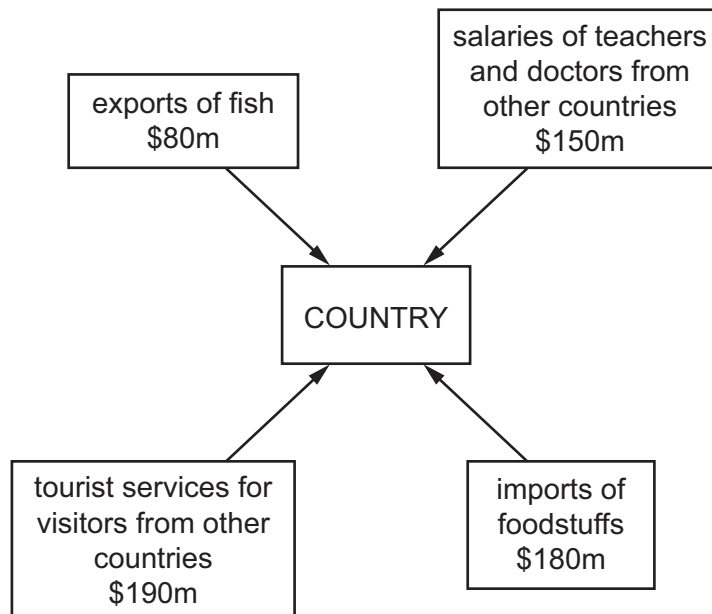 exports of fish
$80m
salaries of teachers
and doctors from
other countries
$150m
COUNTRY
tourist services for
visitors from other
countries
$190m
imports of
foodstuffs
$180m